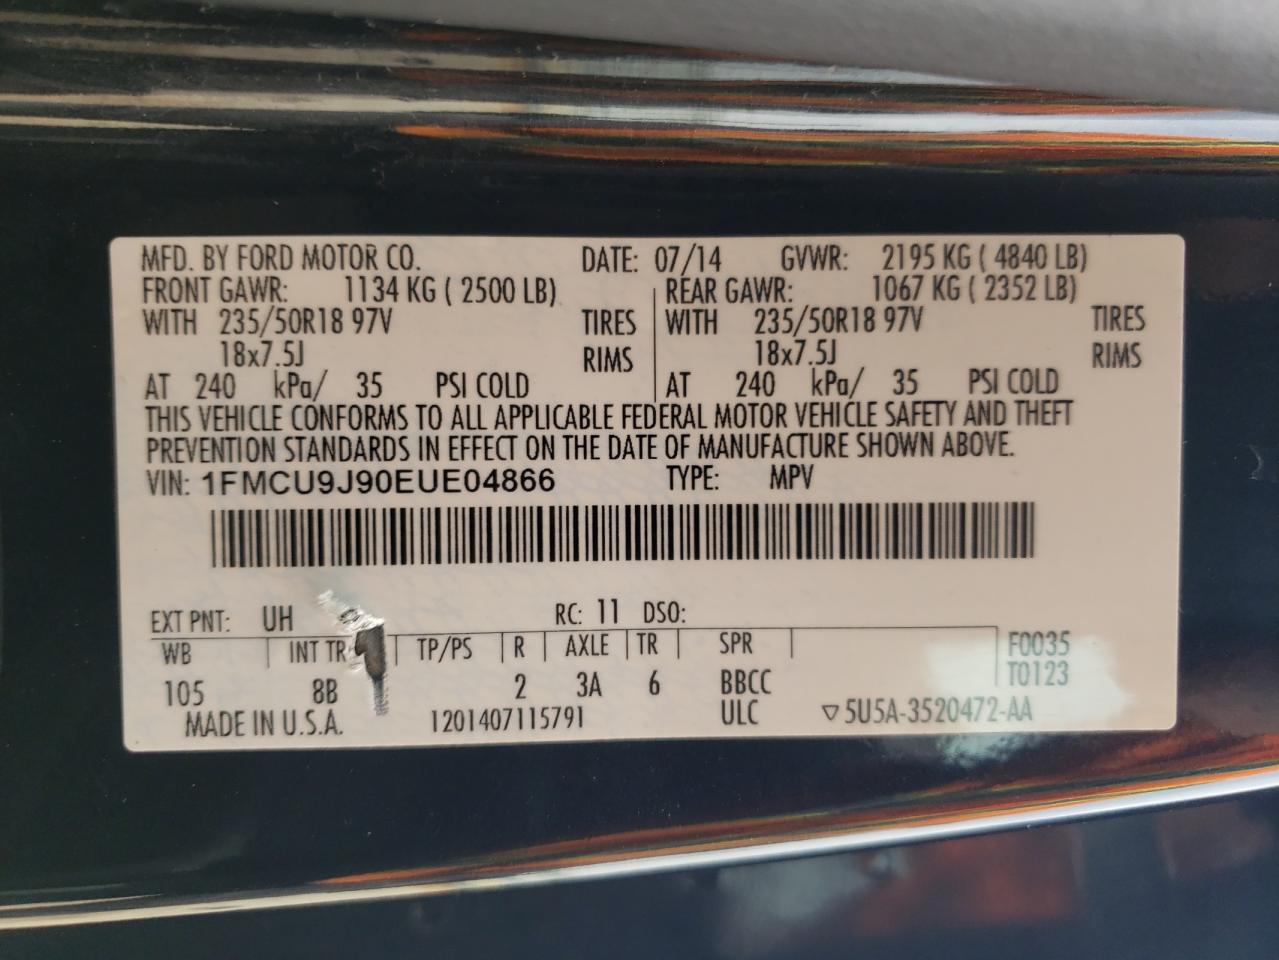 MFD. BY FORD MOTOR CO. DATE: 07/14 GVWR: 2195 KG ( 4840 LB)
FRONT GAWR: 1134 KG ( 2500 LB) REAR GAWR: 1067 KG ( 2352 LB)
WITH 235/50R18 97V TIRES WITH 235/50R18 97V TIRES
18x7.5J RIMS 18x7.5J RIMS
AT 240 kPa/ 35 PSI COLD AT 240 kPa/ 35 PSI COLD
THIS VEHICLE CONFORMS TO ALL APPLICABLE FEDERAL MOTOR VEHICLE SAFETY AND THEFT
PREVENTION STANDARDS IN EFFECT ON THE DATE OF MANUFACTURE SHOWN ABOVE.
VIN: 1FMCU9J90EUE04866 TYPE: MPV
EXT PNT: UH RC: 11 DSO:
WB INT TR TP/PS R AXLE TR SPR F0035
T0123
105 8B 2 3A 6 BBCC
MADE IN U.S.A. 1201407115791 ULC ▽5U5A-3520472-AA